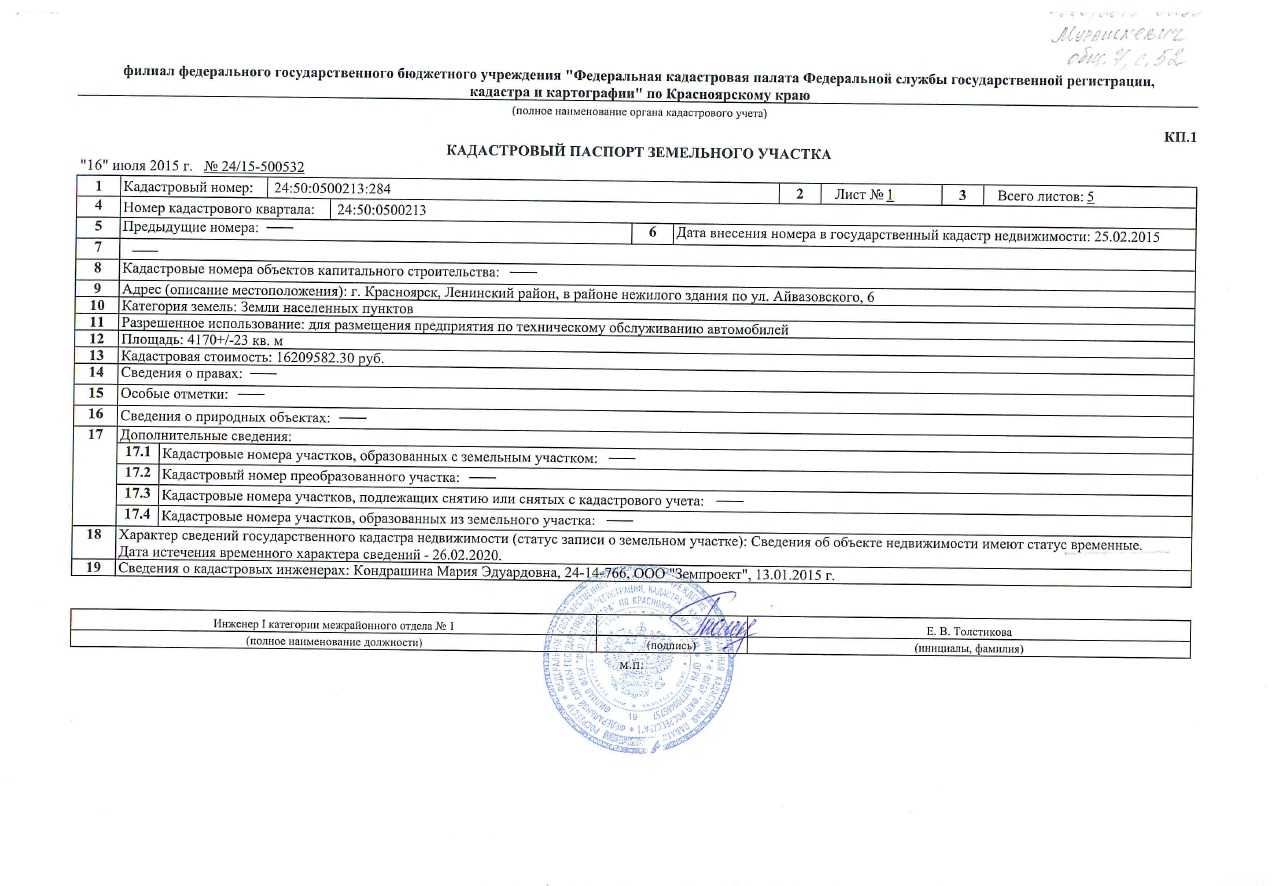 Мурашкевич
филиал федерального государственного бюджетного учреждения "Федеральная кадастровая палата Федеральной службы государственной регистрации,
кадастра и картографии" по Красноярскому краю
(полное наименование органа кадастрового учета)
КП.1
КАДАСТРОВЫЙ ПАСПОРТ ЗЕМЕЛЬНОГО УЧАСТКА
"16" июля 2015 г. № 24/15-500532
1 Кадастровый номер: 24:50:0500213:284 2 Лист № 1 3 Всего листов: 5
4 Номер кадастрового квартала: 24:50:0500213
5 Предыдущие номера: — 6 Дата внесения номера в государственный кадастр недвижимости: 25.02.2015
7 —
8 Кадастровые номера объектов капитального строительства: —
9 Адрес (описание местоположения): г. Красноярск, Ленинский район, в районе нежилого здания по ул. Айвазовского, 6
10 Категория земель: Земли населенных пунктов
11 Разрешенное использование: для размещения предприятия по техническому обслуживанию автомобилей
12 Площадь: 4170+/-23 кв. м
13 Кадастровая стоимость: 16209582.30 руб.
14 Сведения о правах: —
15 Особые отметки: —
16 Сведения о природных объектах: —
17 Дополнительные сведения:
17.1 Кадастровые номера участков, образованных с земельным участком: —
17.2 Кадастровый номер преобразованного участка: —
17.3 Кадастровые номера участков, подлежащих снятию или снятых с кадастрового учета: —
17.4 Кадастровые номера участков, образованных из земельного участка: —
18 Характер сведений государственного кадастра недвижимости (статус записи о земельном участке): Сведения об объекте недвижимости имеют статус временные.
Дата истечения временного характера сведений - 26.02.2020.
19 Сведения о кадастровых инженерах: Кондрашина Мария Эдуардовна, 24-14-766, ООО "Земпроект", 13.01.2015 г.
Инженер I категории межрайонного отдела № 1 Е. В. Толстикова
(полное наименование должности) (подпись) (инициалы, фамилия)
М.П.